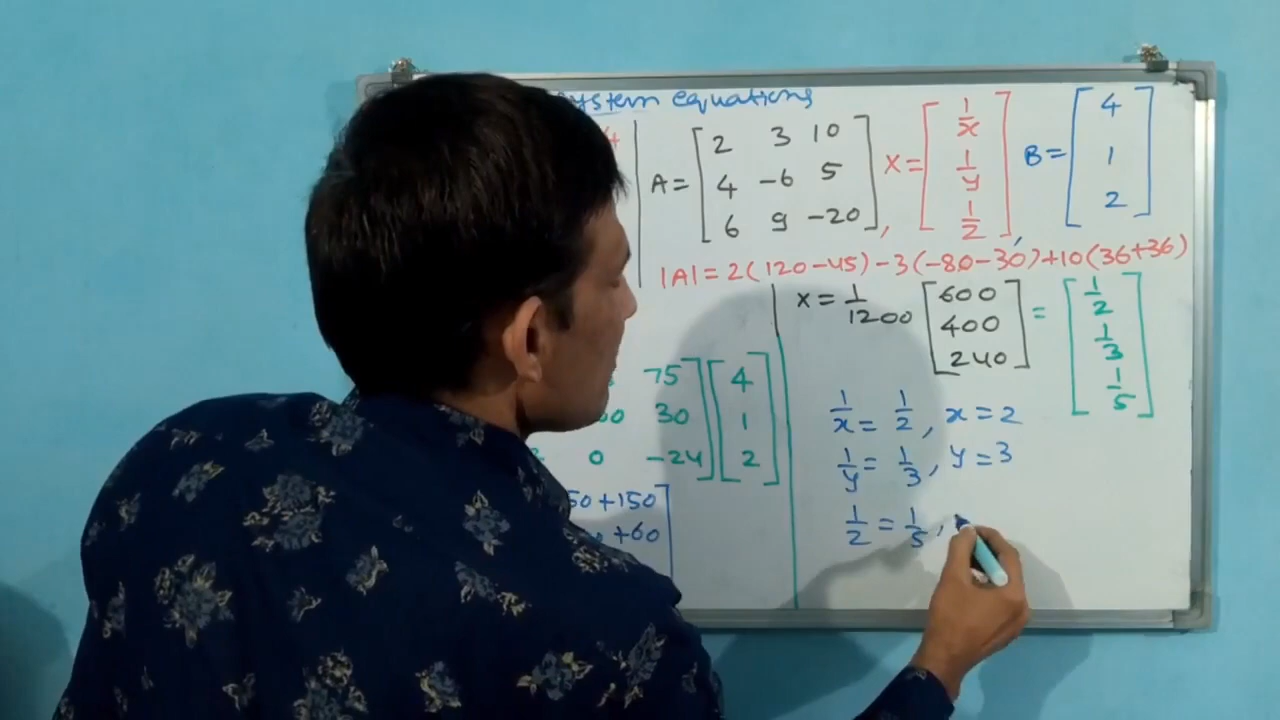 system equations
A = [ 2 3 10 4 -6 5 6 9 -20 ], X = [ 1/x 1/y 1/z ], B = [ 4 1 2 ]
|A| = 2(120-45) -3(-80-30) +10(36+36)
x = 1/1200 [ 600 400 240 ] = [ 1/2 1/3 1/5 ]
75 ] [ 4
30 1
0 -24 ] 2 ]
1/x = 1/2, x = 2
1/y = 1/3, y = 3
50 +150 ]
+60
1/z = 1/5,